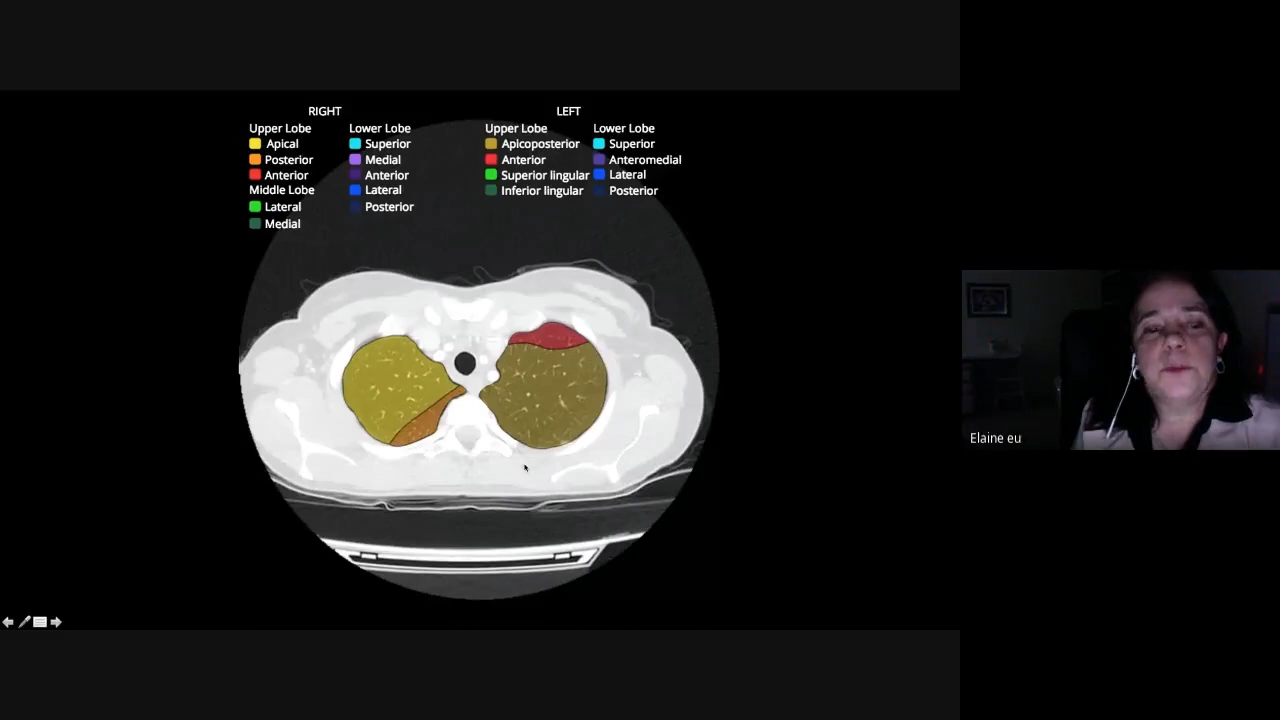 RIGHT
LEFT
Upper Lobe
Apical
Posterior
Anterior
Middle Lobe
Lateral
Medial
Lower Lobe
Superior
Medial
Anterior
Lateral
Posterior
Upper Lobe
Apicoposterior
Anterior
Superior lingular
Inferior lingular
Lower Lobe
Superior
Anteromedial
Lateral
Posterior
Elaine eu